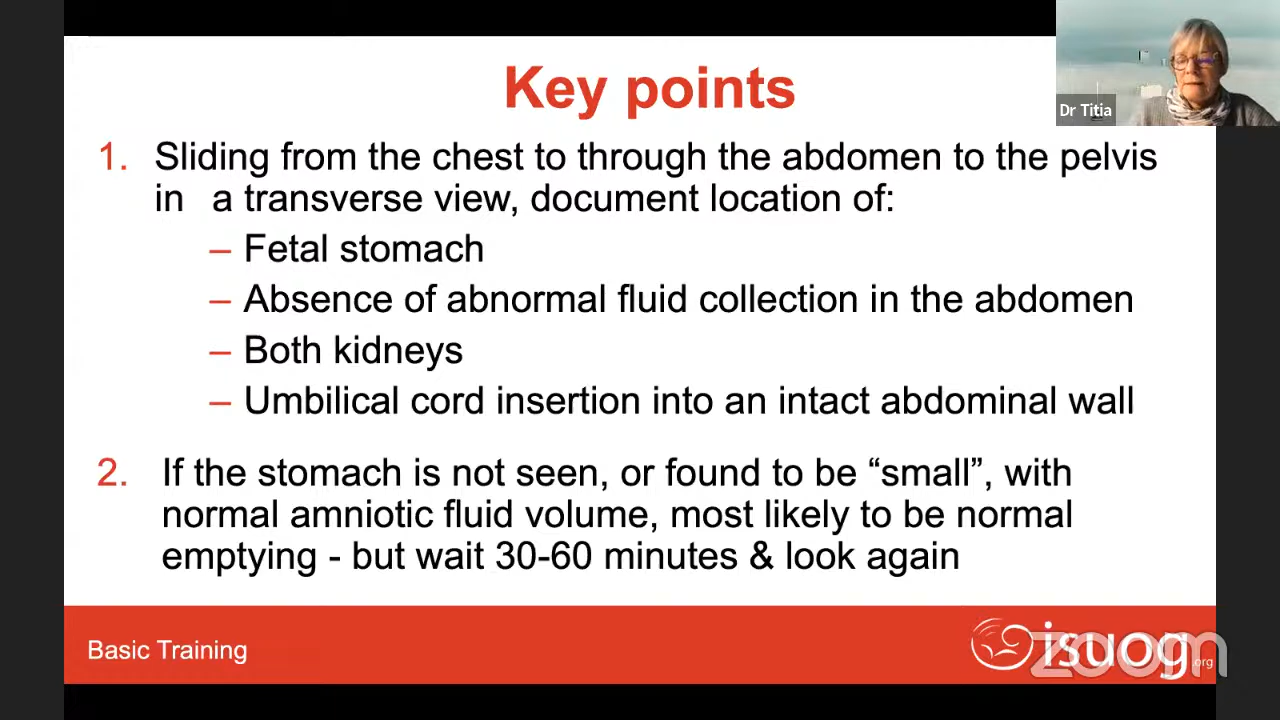 Key points
Dr Titia
1. Sliding from the chest to through the abdomen to the pelvis
in a transverse view, document location of:
– Fetal stomach
– Absence of abnormal fluid collection in the abdomen
– Both kidneys
– Umbilical cord insertion into an intact abdominal wall
2. If the stomach is not seen, or found to be “small”, with
normal amniotic fluid volume, most likely to be normal
emptying - but wait 30-60 minutes & look again
Basic Training
isuog.org
zoom